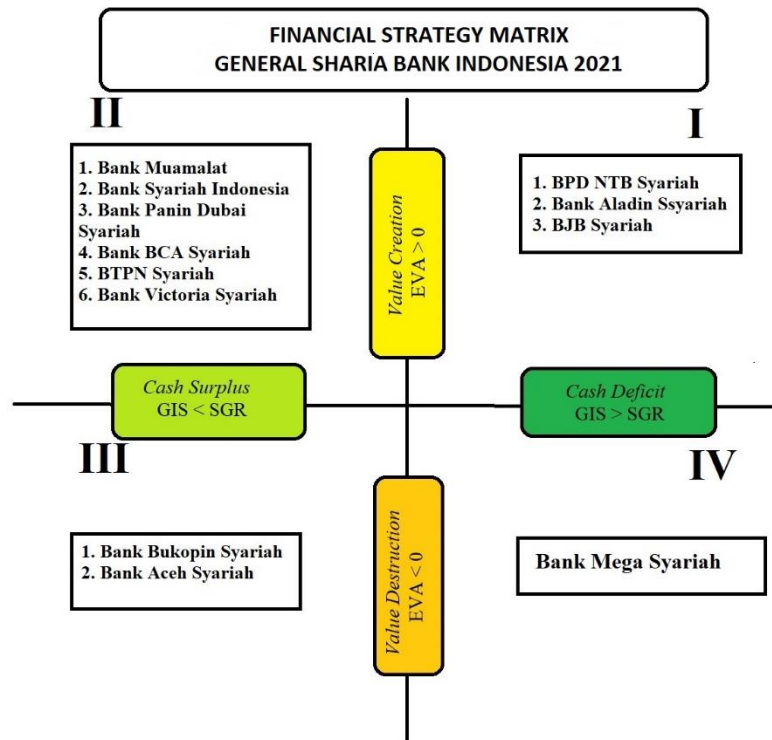 FINANCIAL STRATEGY MATRIX
GENERAL SHARIA BANK INDONESIA 2021
II
I
1. Bank Muamalat
2. Bank Syariah Indonesia
3. Bank Panin Dubai
Syariah
4. Bank BCA Syariah
5. BTPN Syariah
6. Bank Victoria Syariah
Value Creation
EVA > 0
1. BPD NTB Syariah
2. Bank Aladin Ssyariah
3. BJB Syariah
Cash Surplus
GIS < SGR
Cash Deficit
GIS > SGR
III
IV
1. Bank Bukopin Syariah
2. Bank Aceh Syariah
Value Destruction
EVA < 0
Bank Mega Syariah